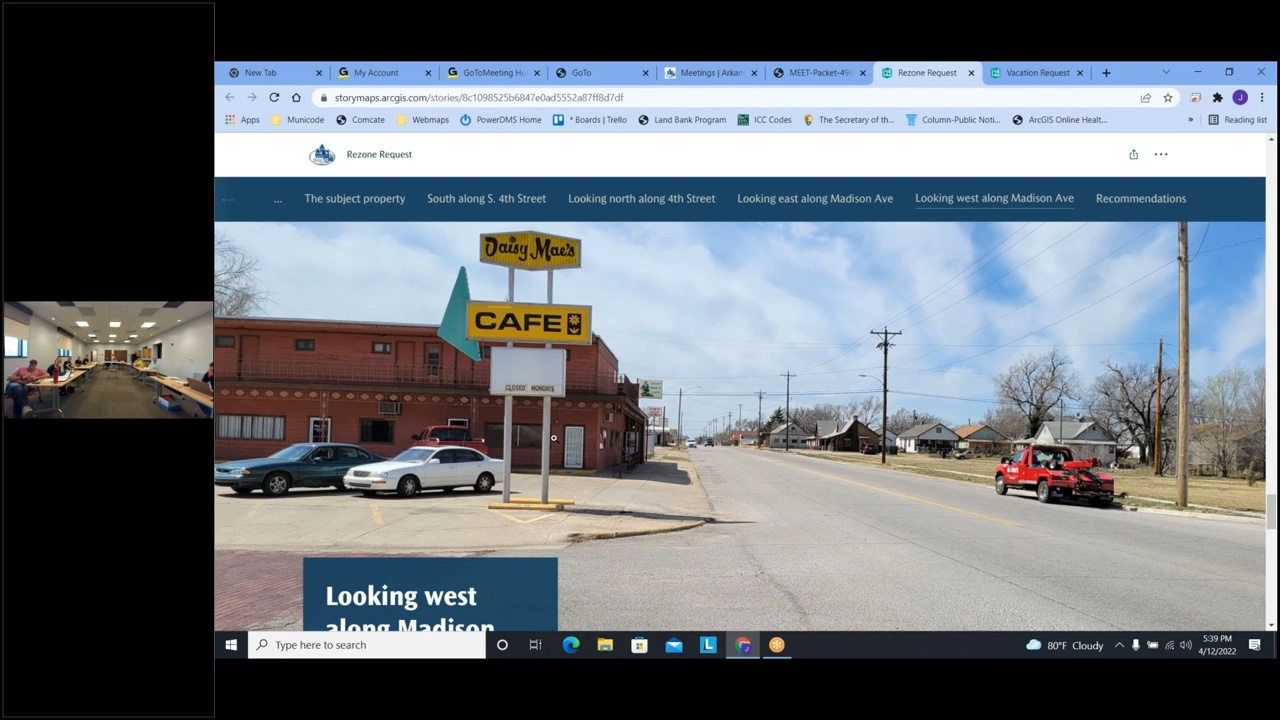 New Tab
My Account
GoToMeeting Hu
GoTo
Meetings | Arkan
MEET-Packet-49
Rezone Request
Vacation Request
storymaps.arcgis.com/stories/8c1098525b6847e0ad5552a87ff8d7df
J
Apps
Municode
Comcate
Webmaps
PowerDMS Home
* Boards | Trello
Land Bank Program
ICC Codes
The Secretary of th...
Column-Public Noti...
ArcGIS Online Healt...
»
Reading list
Rezone Request
...
The subject property
South along S. 4th Street
Looking north along 4th Street
Looking east along Madison Ave
Looking west along Madison Ave
Recommendations
Daisy Mae's
CAFE
CLOSED MONDAYS
Looking west
along Madison
Type here to search
L
80°F Cloudy
5:39 PM
4/12/2022